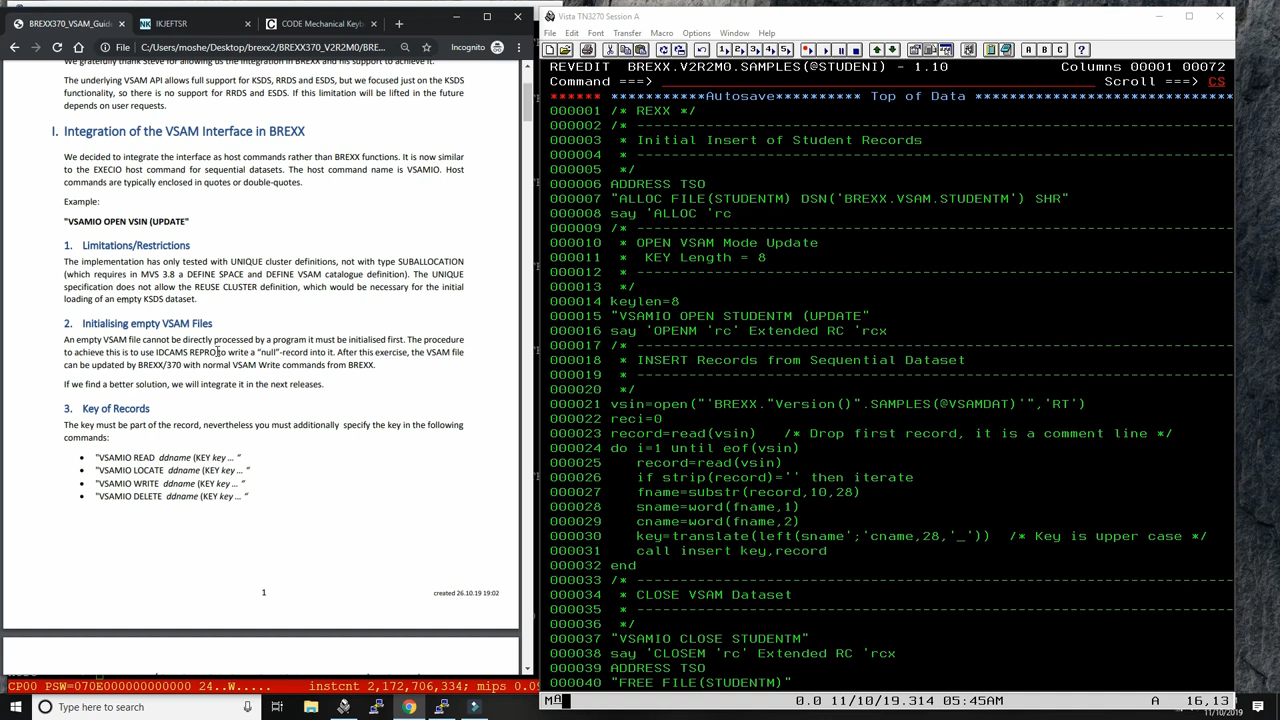 BREXX370_VSAM_Guid
IKJEFTSR
CODE Mechanical Keyb
File
C:/Users/moshe/Desktop/brexx2/BREXX370_V2R2M0/BRE...
Incognito
We gratefully thank Steve for allowing us the integration in BREXX and his support to achieve it.
The underlying VSAM API allows full support for KSDS, RRDS and ESDS, but we focused just on the KSDS
functionality, so there is no support for RRDS and ESDS. If this limitation will be lifted in the future
depends on user requests.
I. Integration of the VSAM Interface in BREXX
We decided to integrate the interface as host commands rather than BREXX functions. It is now similar
to the EXECIO host command for sequential datasets. The host command name is VSAMIO. Host
commands are typically enclosed in quotes or double-quotes.
Example:
"VSAMIO OPEN VSIN (UPDATE"
1. Limitations/Restrictions
The implementation has only tested with UNIQUE cluster definitions, not with type SUBALLOCATION
(which requires in MVS 3.8 a DEFINE SPACE and DEFINE VSAM catalogue definition). The UNIQUE
specification does not allow the REUSE CLUSTER definition, which would be necessary for the initial
loading of an empty KSDS dataset.
2. Initialising empty VSAM Files
An empty VSAM file cannot be directly processed by a program it must be initialised first. The procedure
to achieve this is to use IDCAMS REPRO to write a “null”-record into it. After this exercise, the VSAM file
can be updated by BREXX/370 with normal VSAM Write commands from BREXX.
If we find a better solution, we will integrate it in the next releases.
3. Key of Records
The key must be part of the record, nevertheless you must additionally specify the key in the following
commands:
• "VSAMIO READ ddname (KEY key … “
• "VSAMIO LOCATE ddname (KEY key … “
• "VSAMIO WRITE ddname (KEY key … “
• "VSAMIO DELETE ddname (KEY key … “
1
created 26.10.19 19:02
CP00 PSW=070E000000000000 24..W.....
instcnt 2,172,706,334; mips 0.0
Type here to search
Vista TN3270 Session A
File Edit Font Transfer Macro Options Window Help
REVEDIT BREXX.V2R2M0.SAMPLES(@STUDENI) - 1.10 Columns 00001 00072
Command ===> Scroll ===> CS
****** ***********Autosave********** Top of Data *****************************
000001 /* REXX */
000002 /* ---------------------------------------------------------------------
000003 * Initial Insert of Student Records
000004 * ---------------------------------------------------------------------
000005 */
000006 ADDRESS TSO
000007 "ALLOC FILE(STUDENTM) DSN('BREXX.VSAM.STUDENTM') SHR"
000008 say 'ALLOC 'rc
000009 /* ---------------------------------------------------------------------
000010 * OPEN VSAM Mode Update
000011 * KEY Length = 8
000012 * ---------------------------------------------------------------------
000013 */
000014 keylen=8
000015 "VSAMIO OPEN STUDENTM (UPDATE"
000016 say 'OPENM 'rc' Extended RC 'rcx
000017 /* ---------------------------------------------------------------------
000018 * INSERT Records from Sequential Dataset
000019 * ---------------------------------------------------------------------
000020 */
000021 vsin=open("'BREXX."Version()".SAMPLES(@VSAMDAT)'",'RT')
000022 reci=0
000023 record=read(vsin) /* Drop first record, it is a comment line */
000024 do i=1 until eof(vsin)
000025 record=read(vsin)
000026 if strip(record)='' then iterate
000027 fname=substr(record,10,28)
000028 sname=word(fname,1)
000029 cname=word(fname,2)
000030 key=translate(left(sname';'cname,28,'_')) /* Key is upper case */
000031 call insert key,record
000032 end
000033 /* ---------------------------------------------------------------------
000034 * CLOSE VSAM Dataset
000035 * ---------------------------------------------------------------------
000036 */
000037 "VSAMIO CLOSE STUDENTM"
000038 say 'CLOSEM 'rc' Extended RC 'rcx
000039 ADDRESS TSO
000040 "FREE FILE(STUDENTM)"
0.0 11/10/19.314 05:45AM A 16,13
11/10/2019